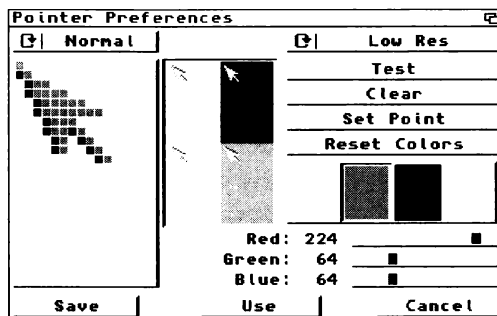 Pointer Preferences
Normal
Low Res
Test
Clear
Set Point
Reset Colors
Red: 224
Green: 64
Blue: 64
Save Use Cancel